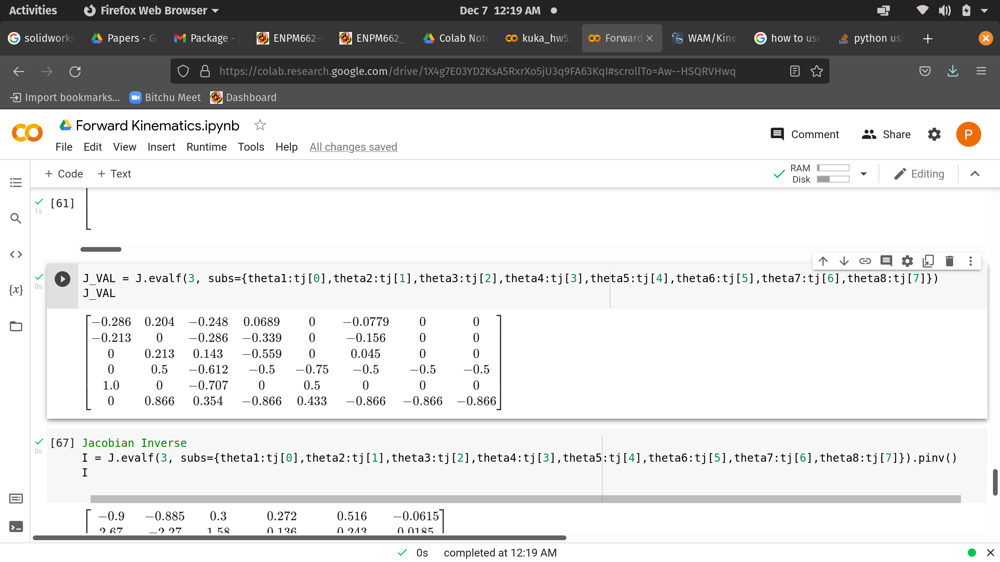 Activities Firefox Web Browser Dec 7 12:19 AM
solidworks Papers - G Package - ENPM662- ENPM662_ Colab Note kuka_hw5. Forward WAM/Kine how to use python usi
https://colab.research.google.com/drive/1X4g7E03YD2KsA5RxrXo5jU3q9FA63KqI#scrollTo=Aw--HSQRVHwq
Import bookmarks... Bitchu Meet Dashboard
Forward Kinematics.ipynb
Comment Share P
File Edit View Insert Runtime Tools Help All changes saved
+ Code + Text RAM Disk Editing
[61]
1s
J_VAL = J.evalf(3, subs={theta1:tj[0],theta2:tj[1],theta3:tj[2],theta4:tj[3],theta5:tj[4],theta6:tj[5],theta7:tj[6],theta8:tj[7]})
0s
J_VAL
−0.286 0.204 −0.248 0.0689 0 −0.0779 0 0
−0.213 0 −0.286 −0.339 0 −0.156 0 0
0 0.213 0.143 −0.559 0 0.045 0 0
0 0.5 −0.612 −0.5 −0.75 −0.5 −0.5 −0.5
1.0 0 −0.707 0 0.5 0 0 0
0 0.866 0.354 −0.866 0.433 −0.866 −0.866 −0.866
[67] Jacobian Inverse
0s
I = J.evalf(3, subs={theta1:tj[0],theta2:tj[1],theta3:tj[2],theta4:tj[3],theta5:tj[4],theta6:tj[5],theta7:tj[6],theta8:tj[7]}).pinv()
I
−0.9 −0.885 0.3 0.272 0.516 −0.0615
2.67 −2.27 1.58 0.136 0.243 0.0185
0s completed at 12:19 AM